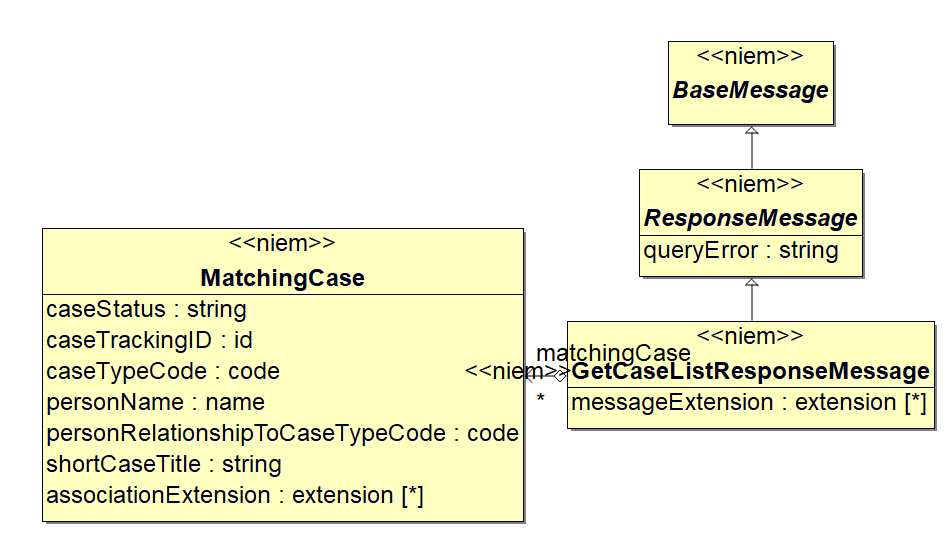 <<niem>>
BaseMessage
<<niem>>
ResponseMessage
queryError : string
<<niem>>
MatchingCase
caseStatus : string
caseTrackingID : id
caseTypeCode : code
personName : name
personRelationshipToCaseTypeCode : code
shortCaseTitle : string
associationExtension : extension [*]
matchingCase
<<niem>>
*
<<niem>>
GetCaseListResponseMessage
messageExtension : extension [*]